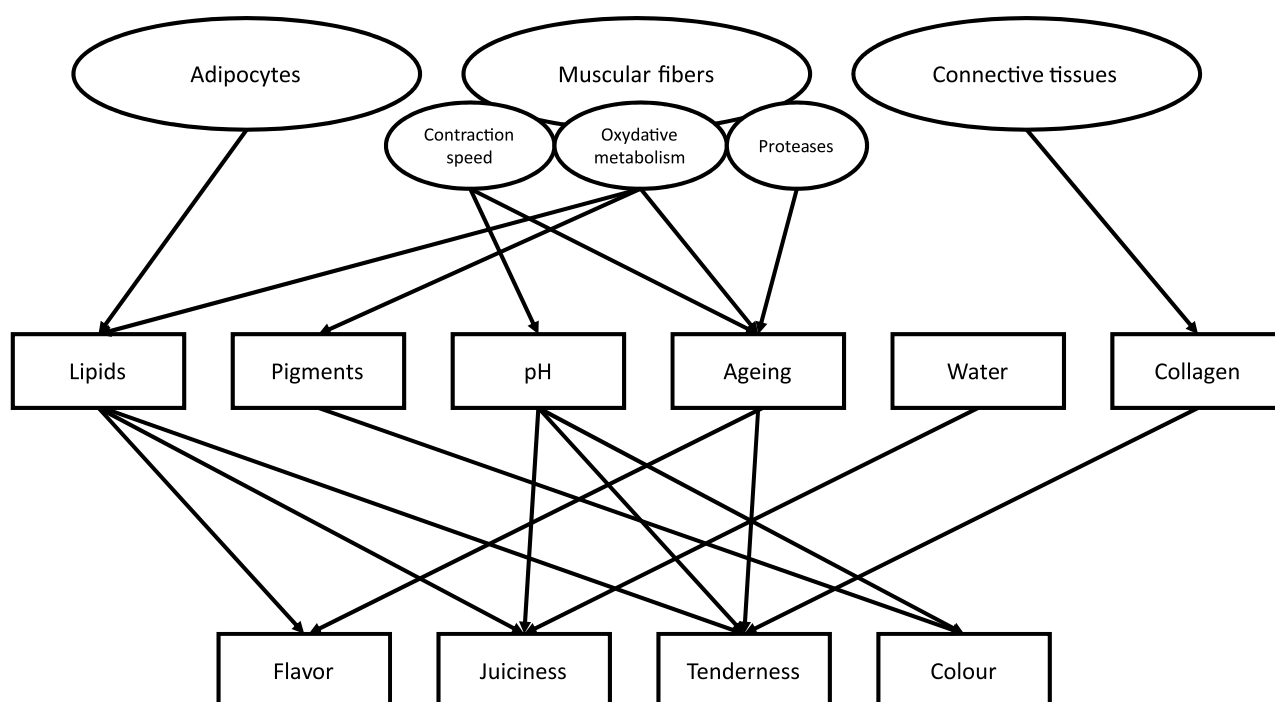 Adipocytes
Muscular fibers
Connective tissues
Contraction
speed
Oxydative
metabolism
Proteases
Lipids
Pigments
pH
Ageing
Water
Collagen
Flavor
Juiciness
Tenderness
Colour